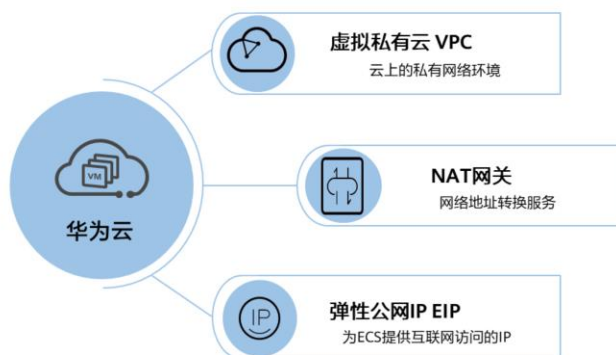 虚拟私有云 VPC
云上的私有网络环境
VM
华为云
NAT网关
网络地址转换服务
IP
弹性公网IP EIP
为ECS提供互联网访问的IP